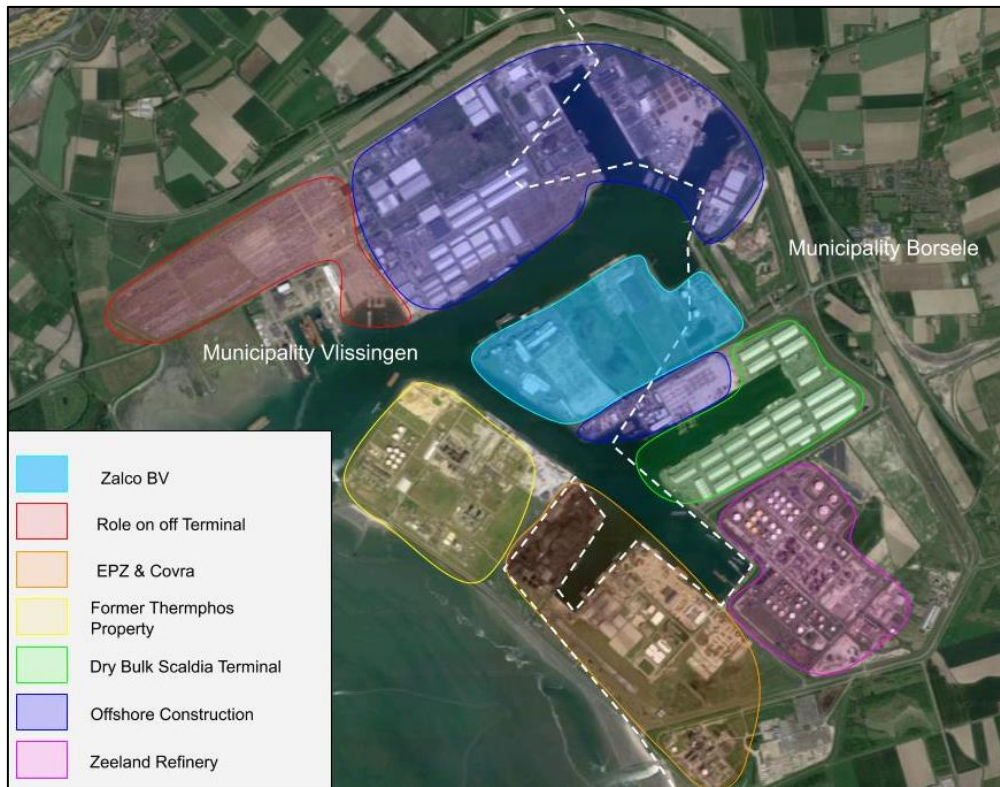 Municipality Borsele
Municipality Vlissingen
Zalco BV
Role on off Terminal
EPZ & Covra
Former Thermphos
Property
Dry Bulk Scaldia Terminal
Offshore Construction
Zeeland Refinery